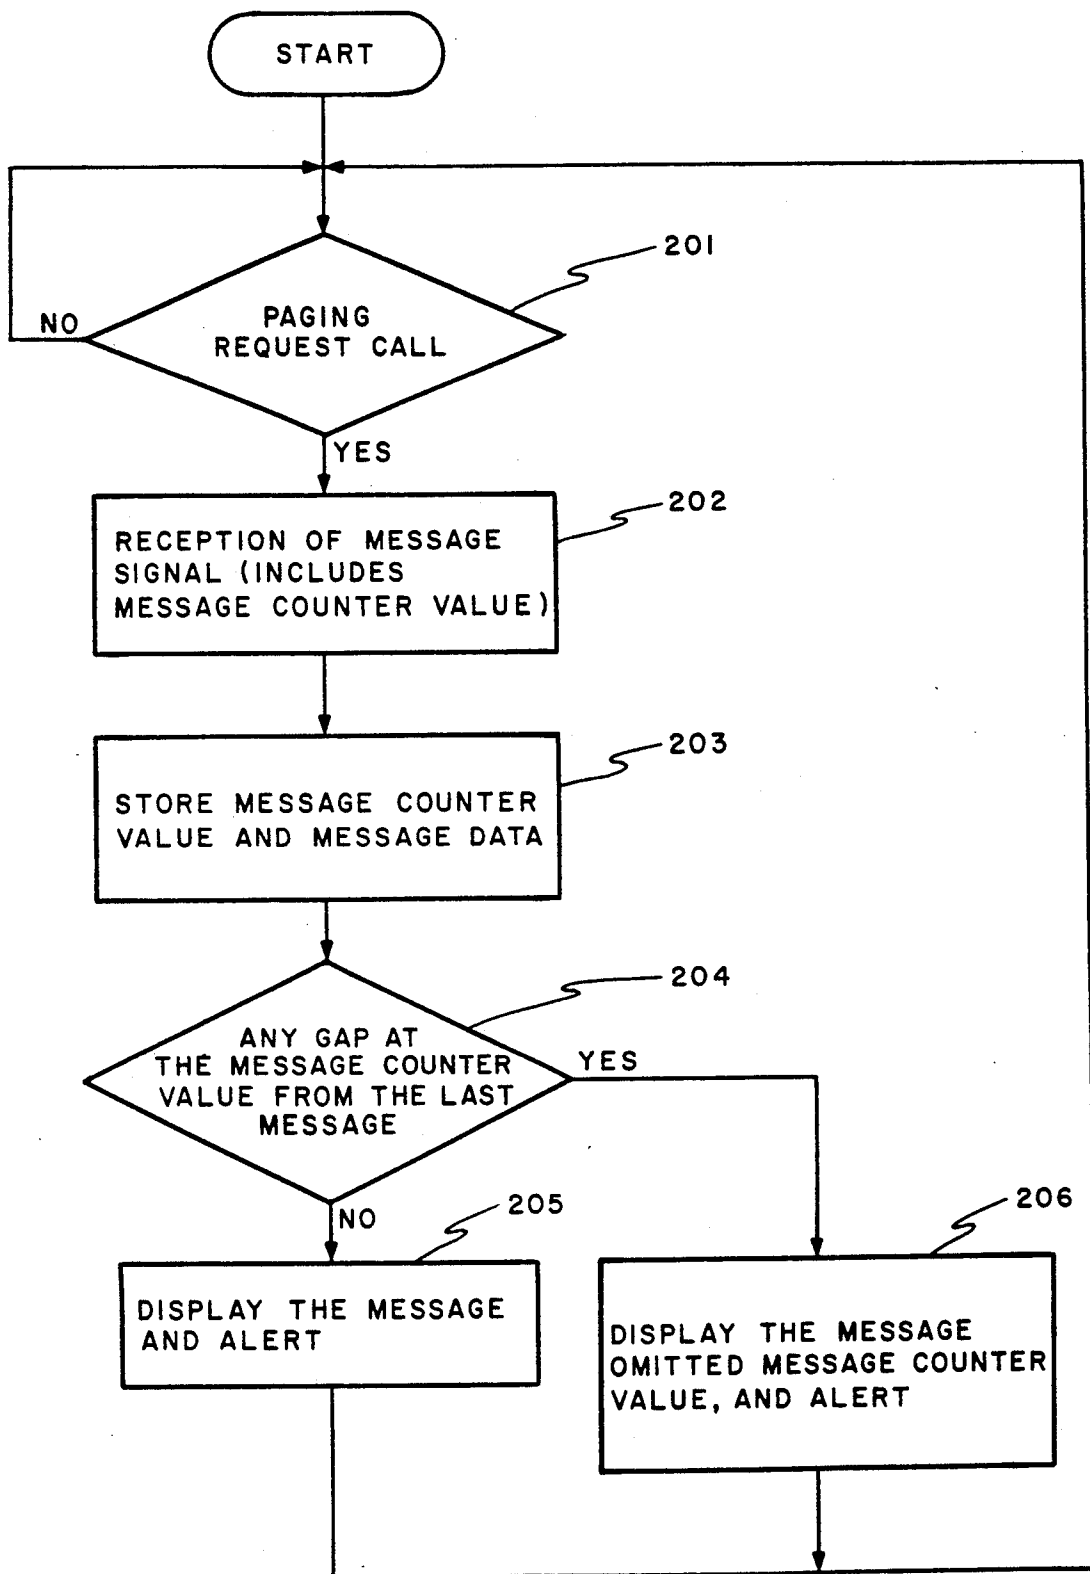 START
201
PAGING
REQUEST CALL
NO
YES
202
RECEPTION OF MESSAGE
SIGNAL (INCLUDES
MESSAGE COUNTER VALUE)
203
STORE MESSAGE COUNTER
VALUE AND MESSAGE DATA
204
ANY GAP AT
THE MESSAGE COUNTER
VALUE FROM THE LAST
MESSAGE
YES
NO
205
DISPLAY THE MESSAGE
AND ALERT
206
DISPLAY THE MESSAGE
OMITTED MESSAGE COUNTER
VALUE, AND ALERT